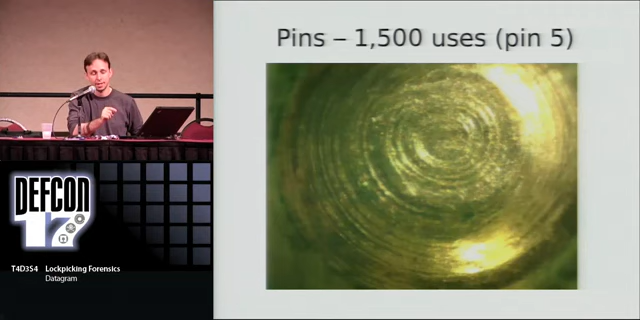 Pins – 1,500 uses (pin 5)
DEFCON
17
T4D3S4 Lockpicking Forensics
Datagram